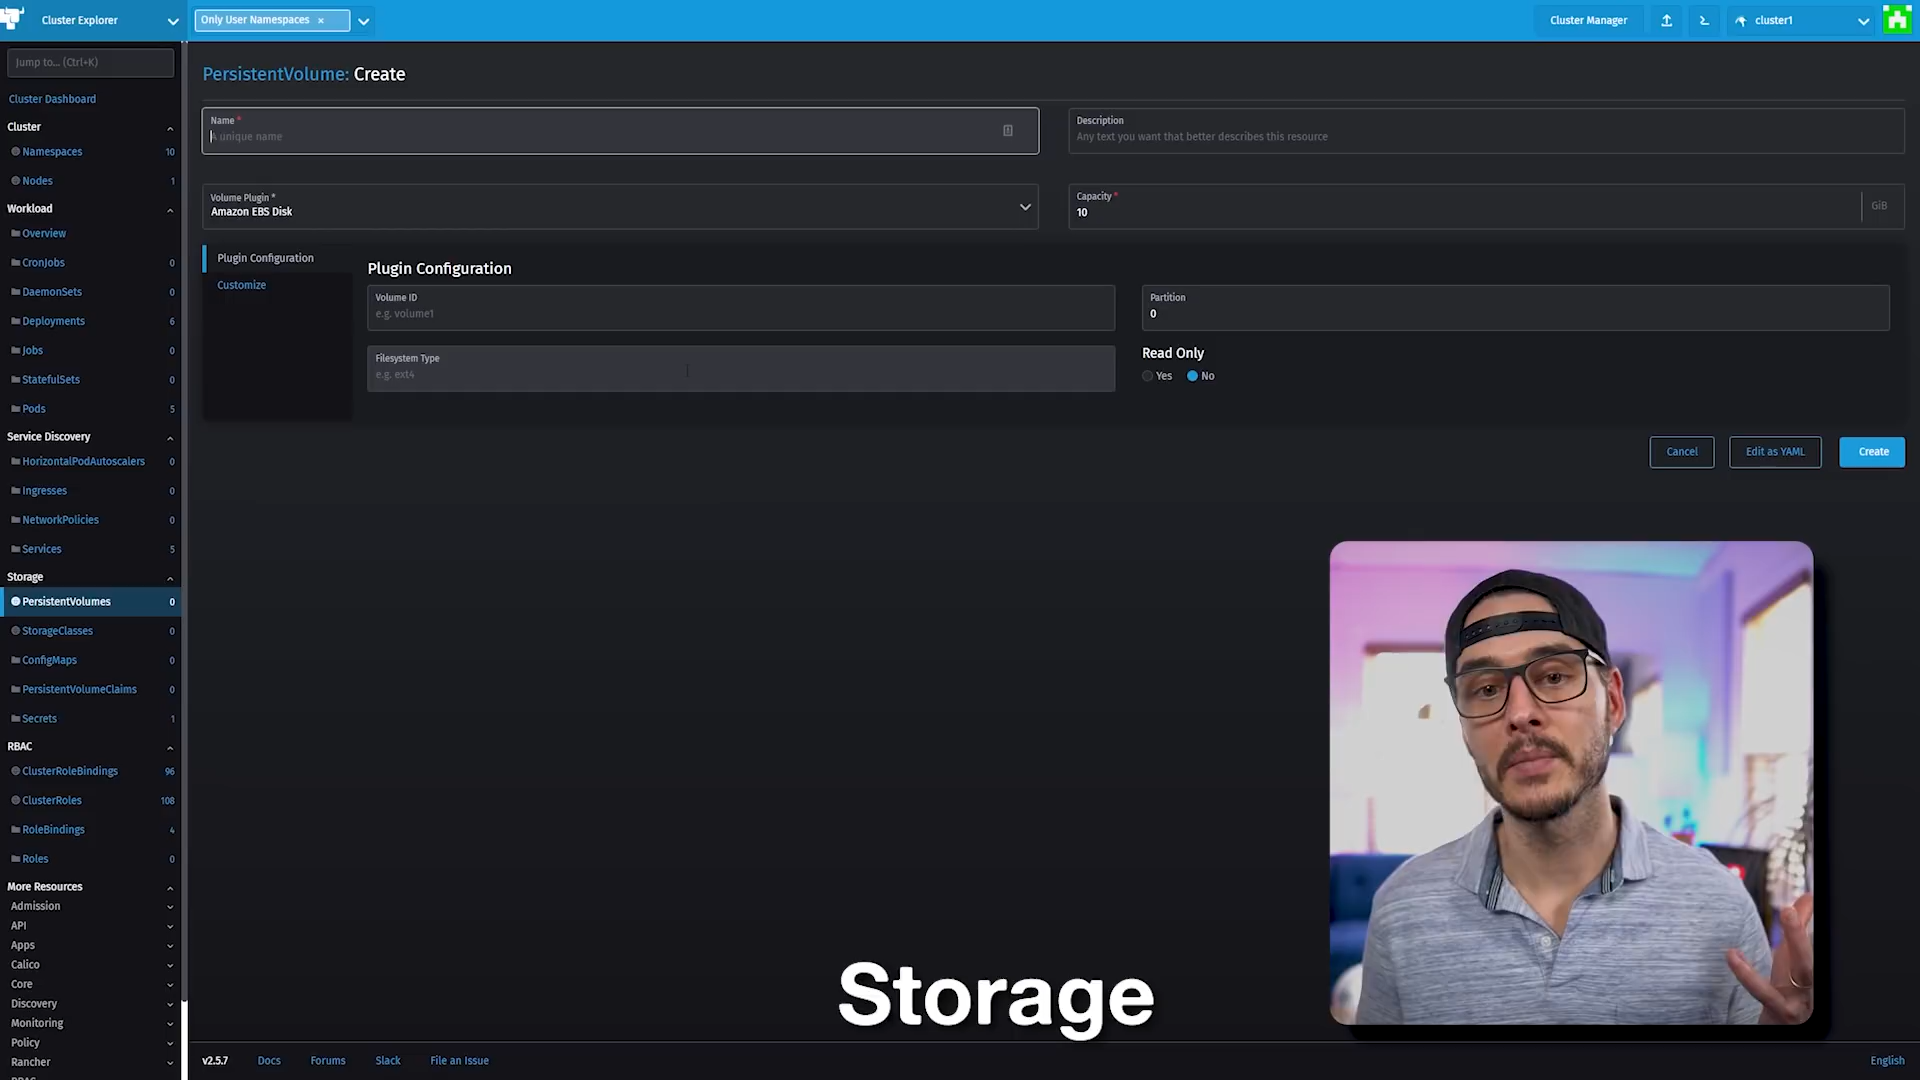 Cluster Explorer
Only User Namespaces ×
Cluster Manager
cluster1
Jump to... (Ctrl+K)
Cluster Dashboard
Cluster
Namespaces 10
Nodes 1
Workload
Overview
CronJobs 0
DaemonSets 0
Deployments 6
Jobs 0
StatefulSets 0
Pods 5
Service Discovery
HorizontalPodAutoscalers 0
Ingresses 0
NetworkPolicies 0
Services 5
Storage
PersistentVolumes 0
StorageClasses 0
ConfigMaps 0
PersistentVolumeClaims 0
Secrets 1
RBAC
ClusterRoleBindings 96
ClusterRoles 108
RoleBindings 4
Roles 0
More Resources
Admission
API
Apps
Calico
Core
Discovery
Monitoring
Policy
Rancher
PersistentVolume: Create
Name *
A unique name
Description
Any text you want that better describes this resource
Volume Plugin *
Amazon EBS Disk
Capacity *
10
GiB
Plugin Configuration
Customize
Plugin Configuration
Volume ID
e.g. volume1
Partition
0
Filesystem Type
e.g. ext4
Read Only
Yes No
Cancel
Edit as YAML
Create
Storage
v2.5.7
Docs
Forums
Slack
File an Issue
English